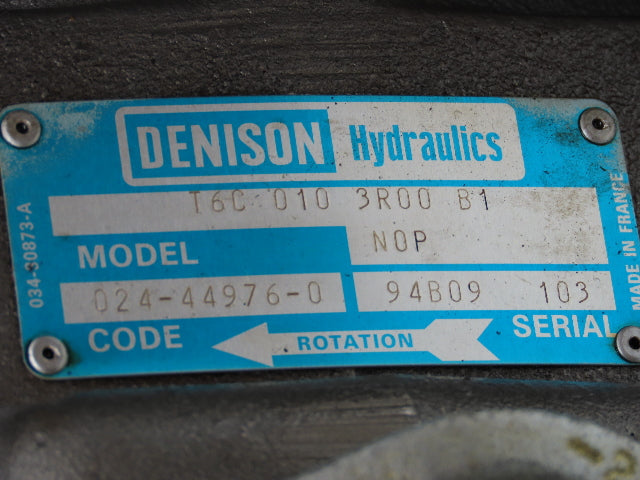 DENISON Hydraulics
T6C 010 3R00 B1
MODEL NOP
024-44976-0 94B09 103
CODE ROTATION SERIAL
034-80873-A
MADE IN FRANCE